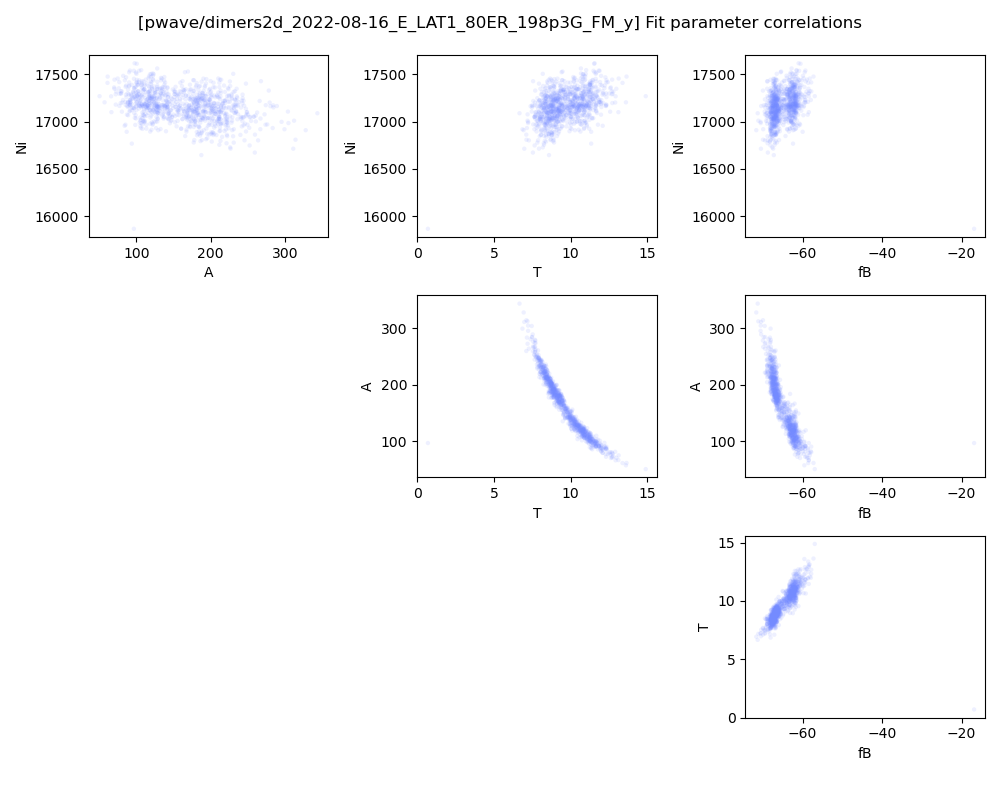 [pwave/dimers2d_2022-08-16_E_LAT1_80ER_198p3G_FM_y] Fit parameter correlations
17500
17000
16500
16000
Ni
100 200 300
A
17500
17000
16500
16000
Ni
0 5 10 15
T
17500
17000
16500
16000
Ni
−60 −40 −20
fB
300
200
100
A
0 5 10 15
T
300
200
100
A
−60 −40 −20
fB
15
10
5
0
T
−60 −40 −20
fB